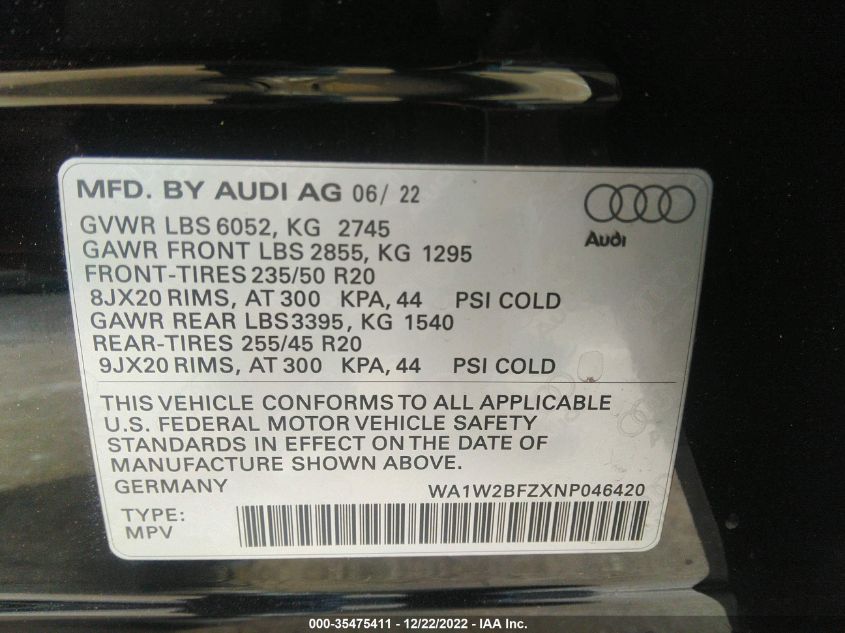 MFD. BY AUDI AG 06/ 22
Audi
GVWR LBS 6052, KG 2745
GAWR FRONT LBS 2855, KG 1295
FRONT-TIRES 235/50 R20
8JX20 RIMS, AT 300 KPA, 44 PSI COLD
GAWR REAR LBS3395, KG 1540
REAR-TIRES 255/45 R20
9JX20 RIMS, AT 300 KPA, 44 PSI COLD
THIS VEHICLE CONFORMS TO ALL APPLICABLE
U.S. FEDERAL MOTOR VEHICLE SAFETY
STANDARDS IN EFFECT ON THE DATE OF
MANUFACTURE SHOWN ABOVE.
GERMANY WA1W2BFZXNP046420
TYPE:
MPV
000-35475411 - 12/22/2022 - IAA Inc.